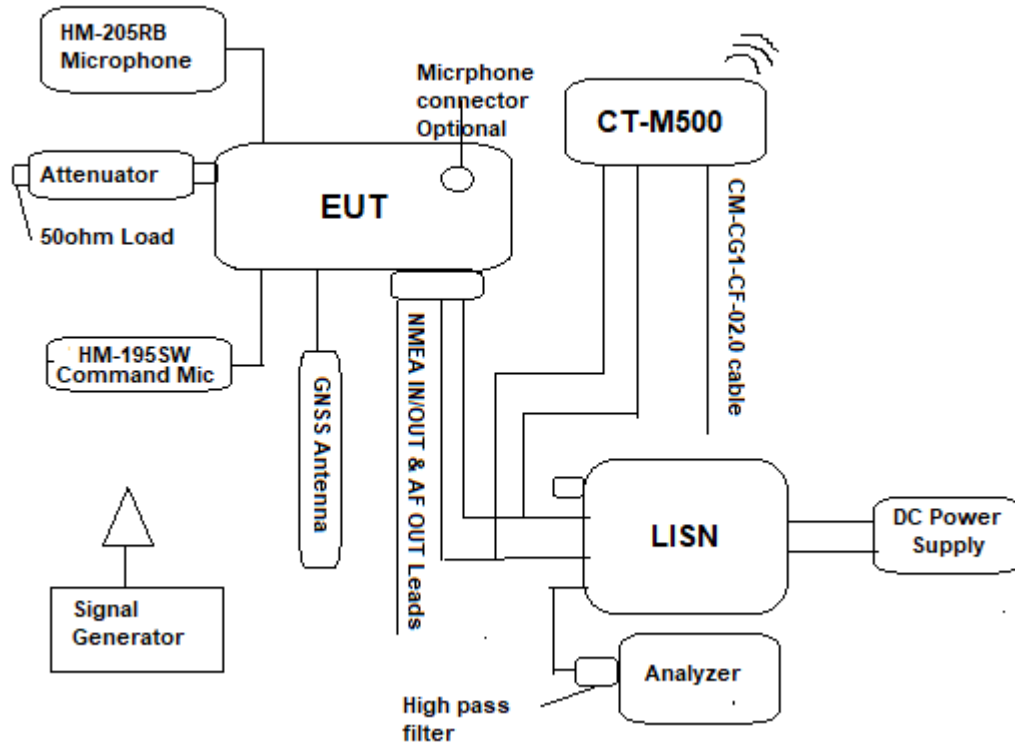 HM-205RB
Microphone
Micrphone
connector
Optional
CT-M500
Attenuator
EUT
50ohm Load
CM-CG1-CF-02.0 cable
HM-195SW
Command Mic
GNSS Antenna
NMEA IN/OUT & AF OUT Leads
LISN
DC Power
Supply
Signal
Generator
Analyzer
High pass
filter